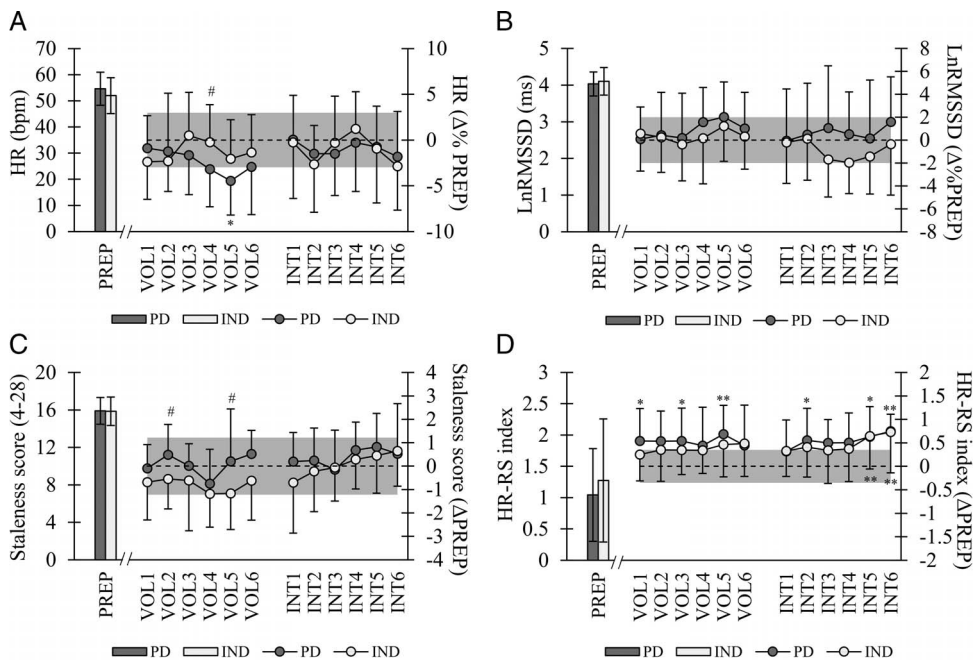 A
HR (bpm)
70
60
50
40
30
20
10
0
10
5
0
-5
-10
HR (Δ% PREP)
#
*
PREP
VOL1
VOL2
VOL3
VOL4
VOL5
VOL6
INT1
INT2
INT3
INT4
INT5
INT6
PD IND PD IND
B
LnRMSSD (ms)
5
4
3
2
1
0
8
6
4
2
0
-2
-4
-6
-8
LnRMSSD (Δ%PREP)
PREP
VOL1
VOL2
VOL3
VOL4
VOL5
VOL6
INT1
INT2
INT3
INT4
INT5
INT6
PD IND PD IND
C
Staleness score (4-28)
20
16
12
8
4
0
4
3
2
1
0
-1
-2
-3
-4
Staleness score (ΔPREP)
# #
PREP
VOL1
VOL2
VOL3
VOL4
VOL5
VOL6
INT1
INT2
INT3
INT4
INT5
INT6
PD IND PD IND
D
HR-RS index
3
2.5
2
1.5
1
0.5
0
2
1.5
1
0.5
0
-0.5
-1
-1.5
-2
HR-RS index (ΔPREP)
* * ** * * **
** **
PREP
VOL1
VOL2
VOL3
VOL4
VOL5
VOL6
INT1
INT2
INT3
INT4
INT5
INT6
PD IND PD IND